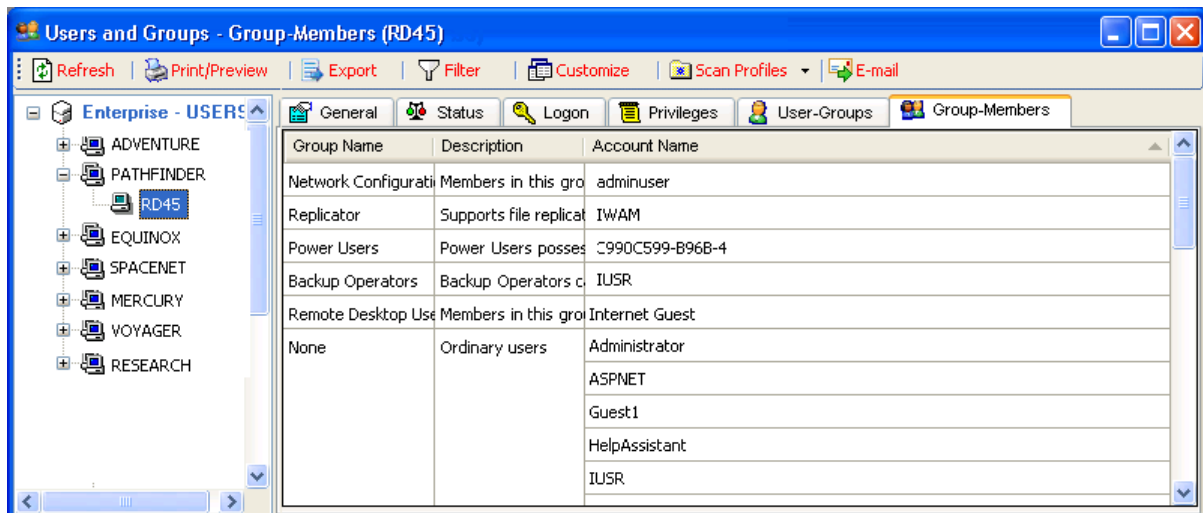 Users and Groups - Group-Members (RD45)
Refresh Print/Preview Export Filter Customize Scan Profiles E-mail
Enterprise - USERS
ADVENTURE
PATHFINDER
RD45
EQUINOX
SPACENET
MERCURY
VOYAGER
RESEARCH
General Status Logon Privileges User-Groups Group-Members
Group Name Description Account Name
Network Configurati Members in this gro adminuser
Replicator Supports file replicat IWAM
Power Users Power Users posses C990C599-B96B-4
Backup Operators Backup Operators c IUSR
Remote Desktop Use Members in this grou Internet Guest
None Ordinary users Administrator
ASPNET
Guest1
HelpAssistant
IUSR